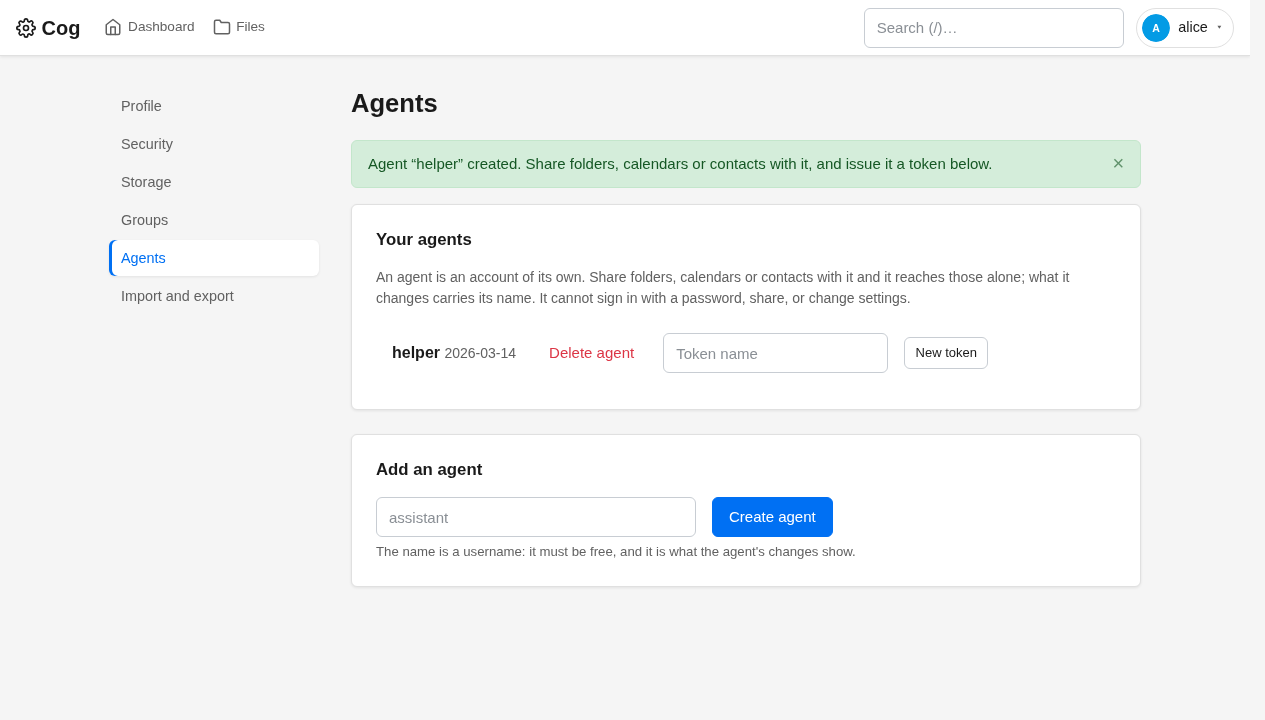 Cog
Dashboard
Files
Search (/)…
A
alice
Profile
Security
Storage
Groups
Agents
Import and export
Agents
Agent “helper” created. Share folders, calendars or contacts with it, and issue it a token below.
×
Your agents
An agent is an account of its own. Share folders, calendars or contacts with it and it reaches those alone; what it
changes carries its name. It cannot sign in with a password, share, or change settings.
helper 2026-03-14
Delete agent
Token name
New token
Add an agent
assistant
Create agent
The name is a username: it must be free, and it is what the agent's changes show.